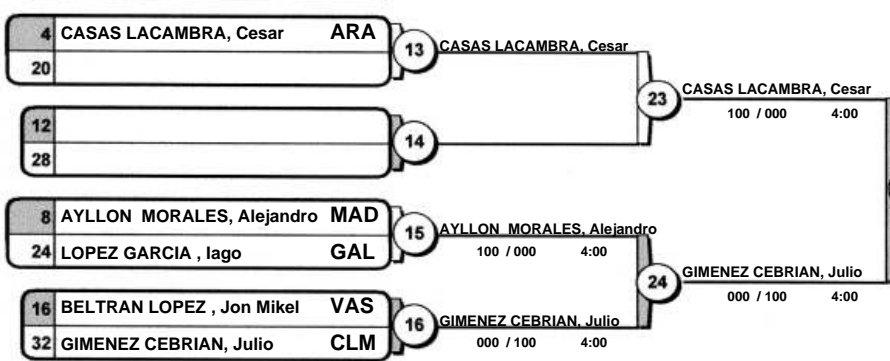 4 CASAS LACAMBRA, Cesar ARA
20
13
CASAS LACAMBRA, Cesar
23
CASAS LACAMBRA, Cesar
100 / 000 4:00
12
28
14
8 AYLLON MORALES, Alejandro MAD
24 LOPEZ GARCIA , Iago GAL
15
AYLLON MORALES, Alejandro
100 / 000 4:00
24
GIMENEZ CEBRIAN, Julio
000 / 100 4:00
16 BELTRAN LOPEZ , Jon Mikel VAS
32 GIMENEZ CEBRIAN, Julio CLM
16
GIMENEZ CEBRIAN, Julio
000 / 100 4:00